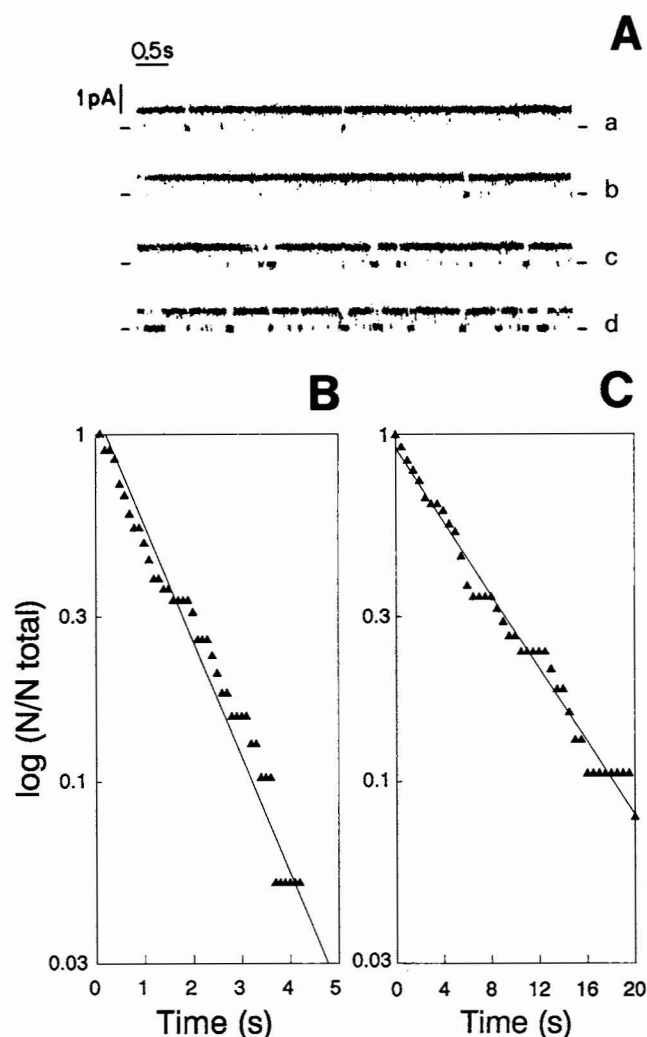 A
0.5s
1pA
a
b
c
d
B
C
log (N/N total)
1
0.3
0.1
0.03
0 1 2 3 4 5
Time (s)
1
0.3
0.1
0.03
0 4 8 12 16 20
Time (s)